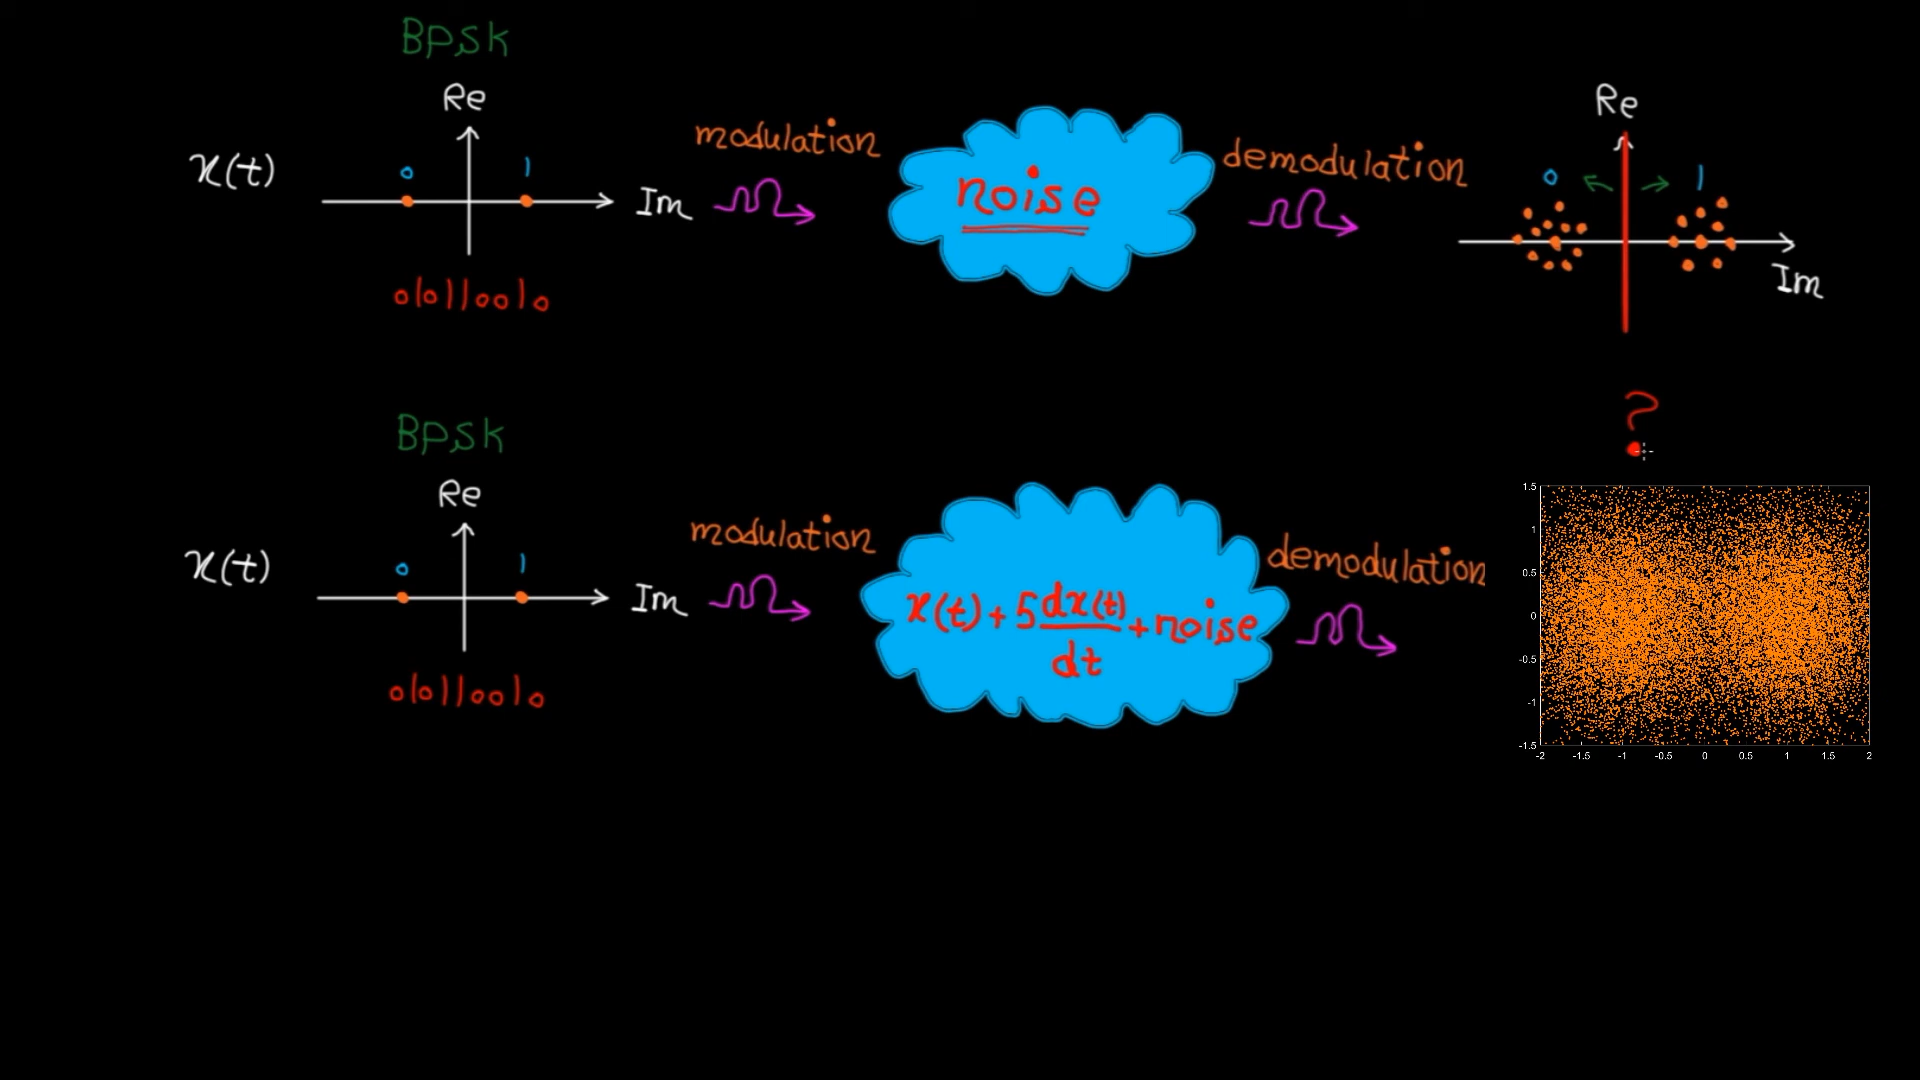 BPSK
Re
x(t)
0 1
Im
010110010
modulation
noise
demodulation
Re
0 1
Im
?
BPSK
Re
x(t)
0 1
Im
010110010
modulation
x(t) + 5 dx(t)/dt + noise
demodulation
1.5
1
0.5
0
-0.5
-1
-1.5
-2 -1.5 -1 -0.5 0 0.5 1 1.5 2